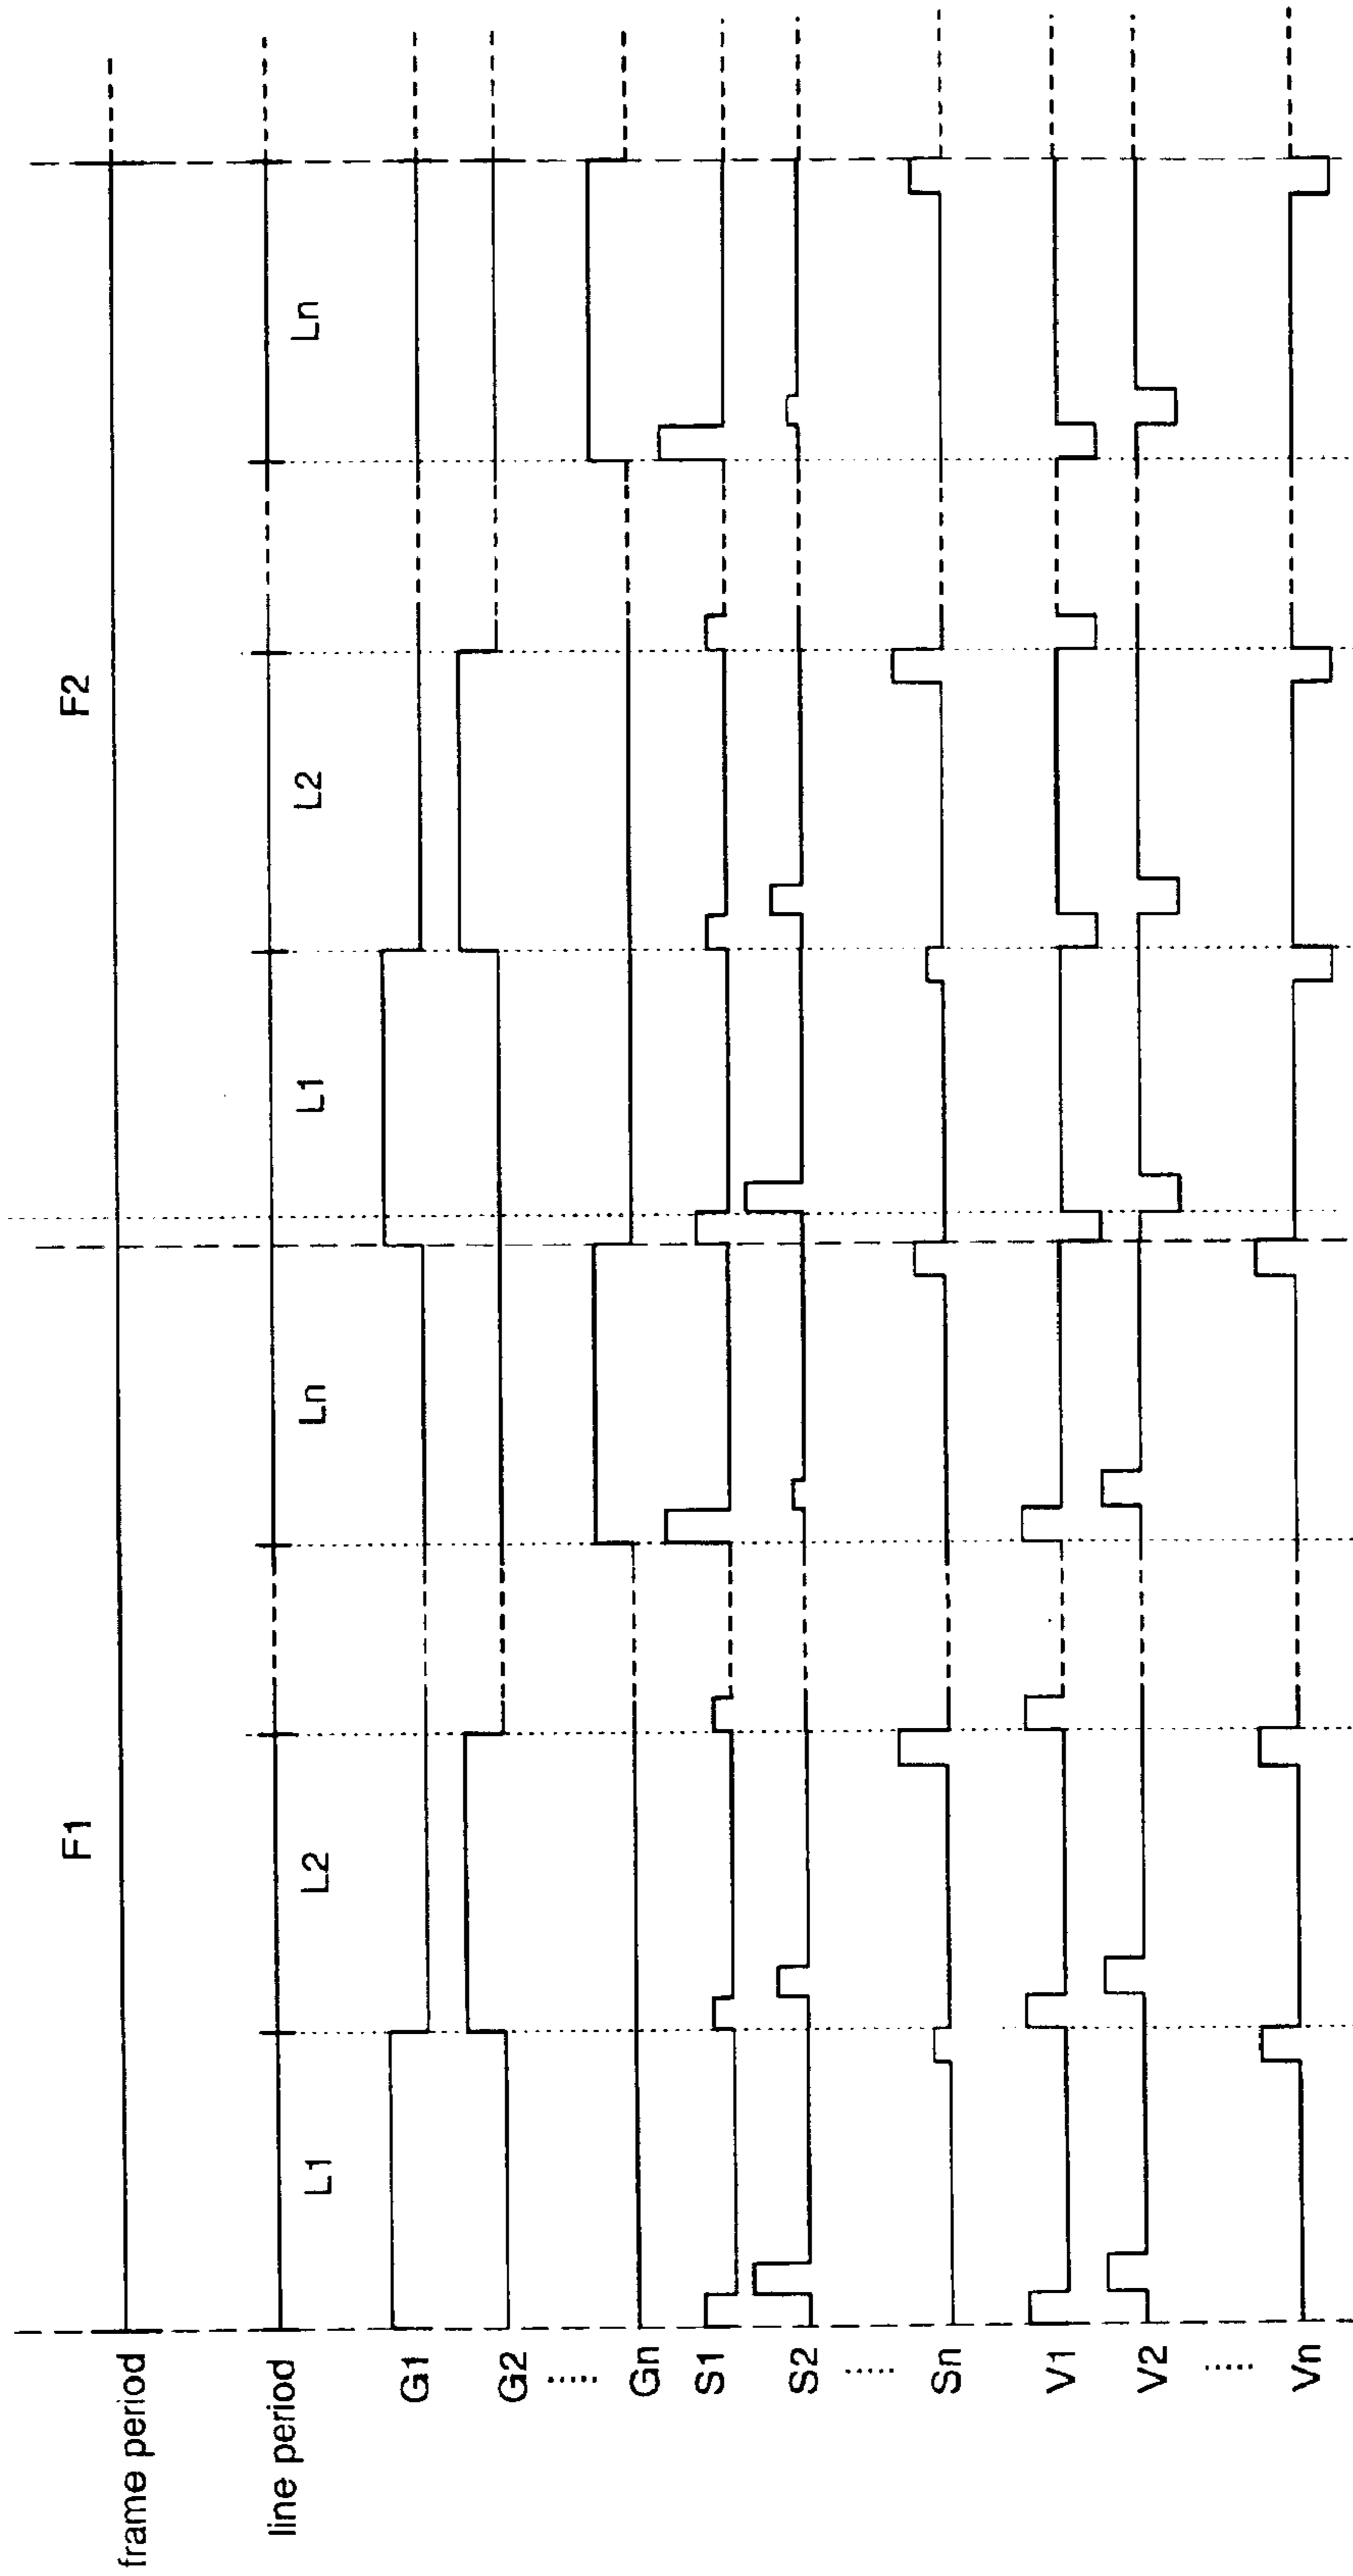 F1 F2
frame period
line period
L1 L2 Ln L1 L2 Ln
G1
G2
......
Gn
S1
S2
......
Sn
V1
V2
......
Vn